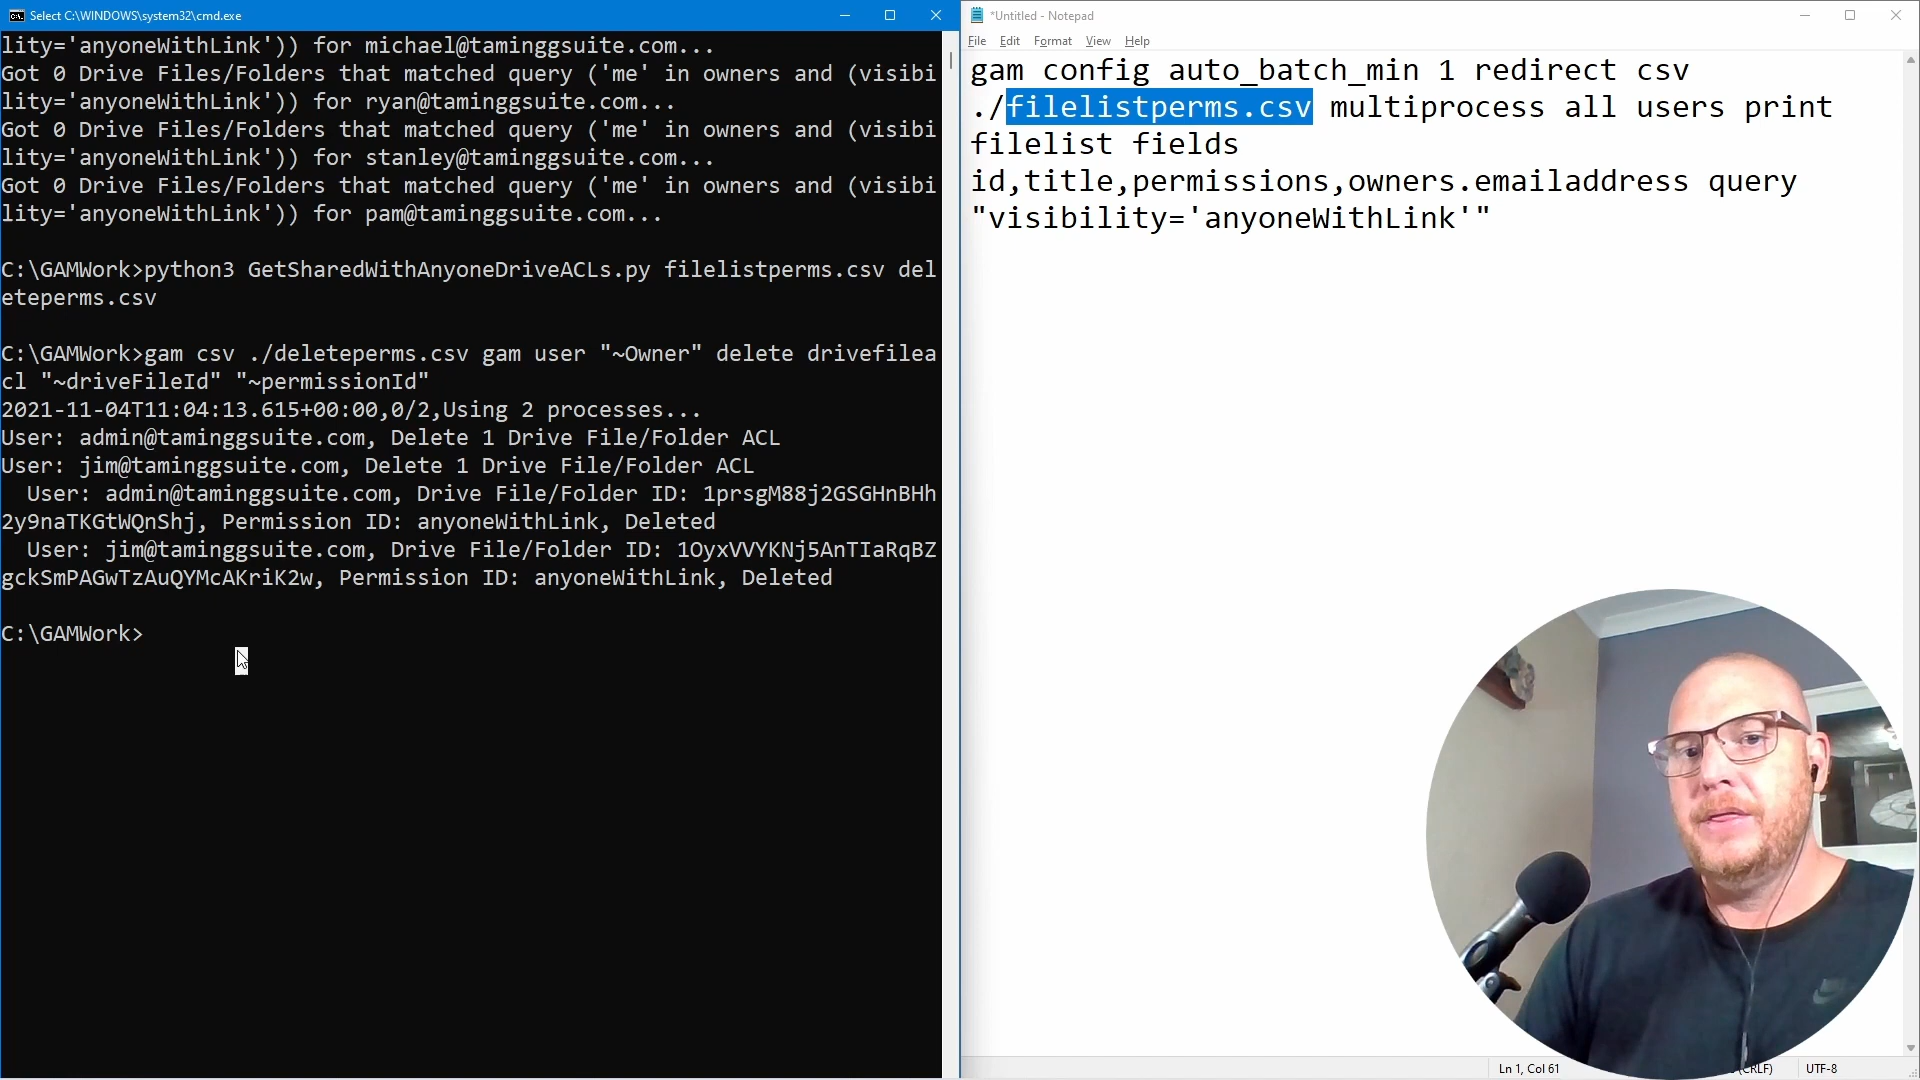 Select C:\WINDOWS\system32\cmd.exe
lity='anyoneWithLink')) for michael@taminggsuite.com...
Got 0 Drive Files/Folders that matched query ('me' in owners and (visibi
lity='anyoneWithLink')) for ryan@taminggsuite.com...
Got 0 Drive Files/Folders that matched query ('me' in owners and (visibi
lity='anyoneWithLink')) for stanley@taminggsuite.com...
Got 0 Drive Files/Folders that matched query ('me' in owners and (visibi
lity='anyoneWithLink')) for pam@taminggsuite.com...
C:\GAMWork>python3 GetSharedWithAnyoneDriveACLs.py filelistperms.csv del
eteperms.csv
C:\GAMWork>gam csv ./deleteperms.csv gam user "~Owner" delete drivefilea
cl "~driveFileId" "~permissionId"
2021-11-04T11:04:13.615+00:00,0/2,Using 2 processes...
User: admin@taminggsuite.com, Delete 1 Drive File/Folder ACL
User: jim@taminggsuite.com, Delete 1 Drive File/Folder ACL
User: admin@taminggsuite.com, Drive File/Folder ID: 1prsgM88j2GSGHnBHh
2y9naTKGtWQnShj, Permission ID: anyoneWithLink, Deleted
User: jim@taminggsuite.com, Drive File/Folder ID: 1OyxVVYKNj5AnTIaRqBZ
gckSmPAGwTzAuQYMcAKriK2w, Permission ID: anyoneWithLink, Deleted
C:\GAMWork>
*Untitled - Notepad
File Edit Format View Help
gam config auto_batch_min 1 redirect csv
./filelistperms.csv multiprocess all users print
filelist fields
id,title,permissions,owners.emailaddress query
"visibility='anyoneWithLink'"
Ln 1, Col 61
(CRLF)
UTF-8